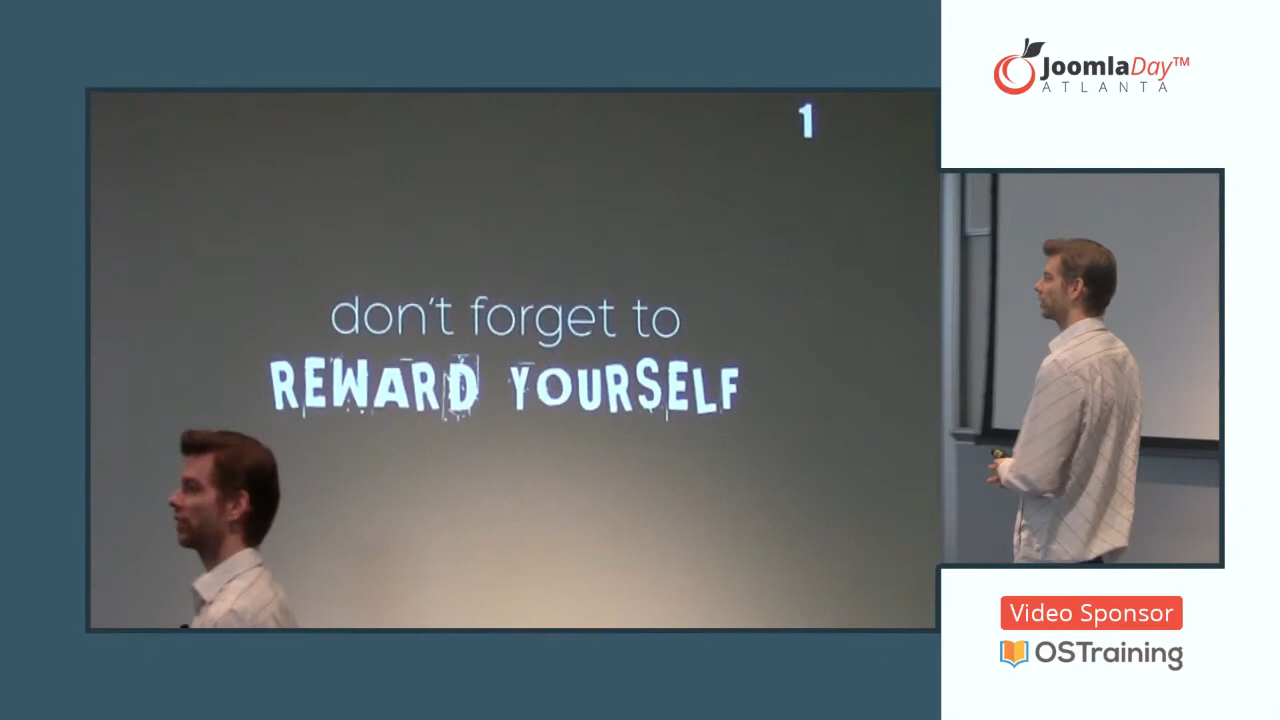 1
don't forget to
REWARD YOURSELF
JoomlaDay™
ATLANTA
Video Sponsor
OSTraining